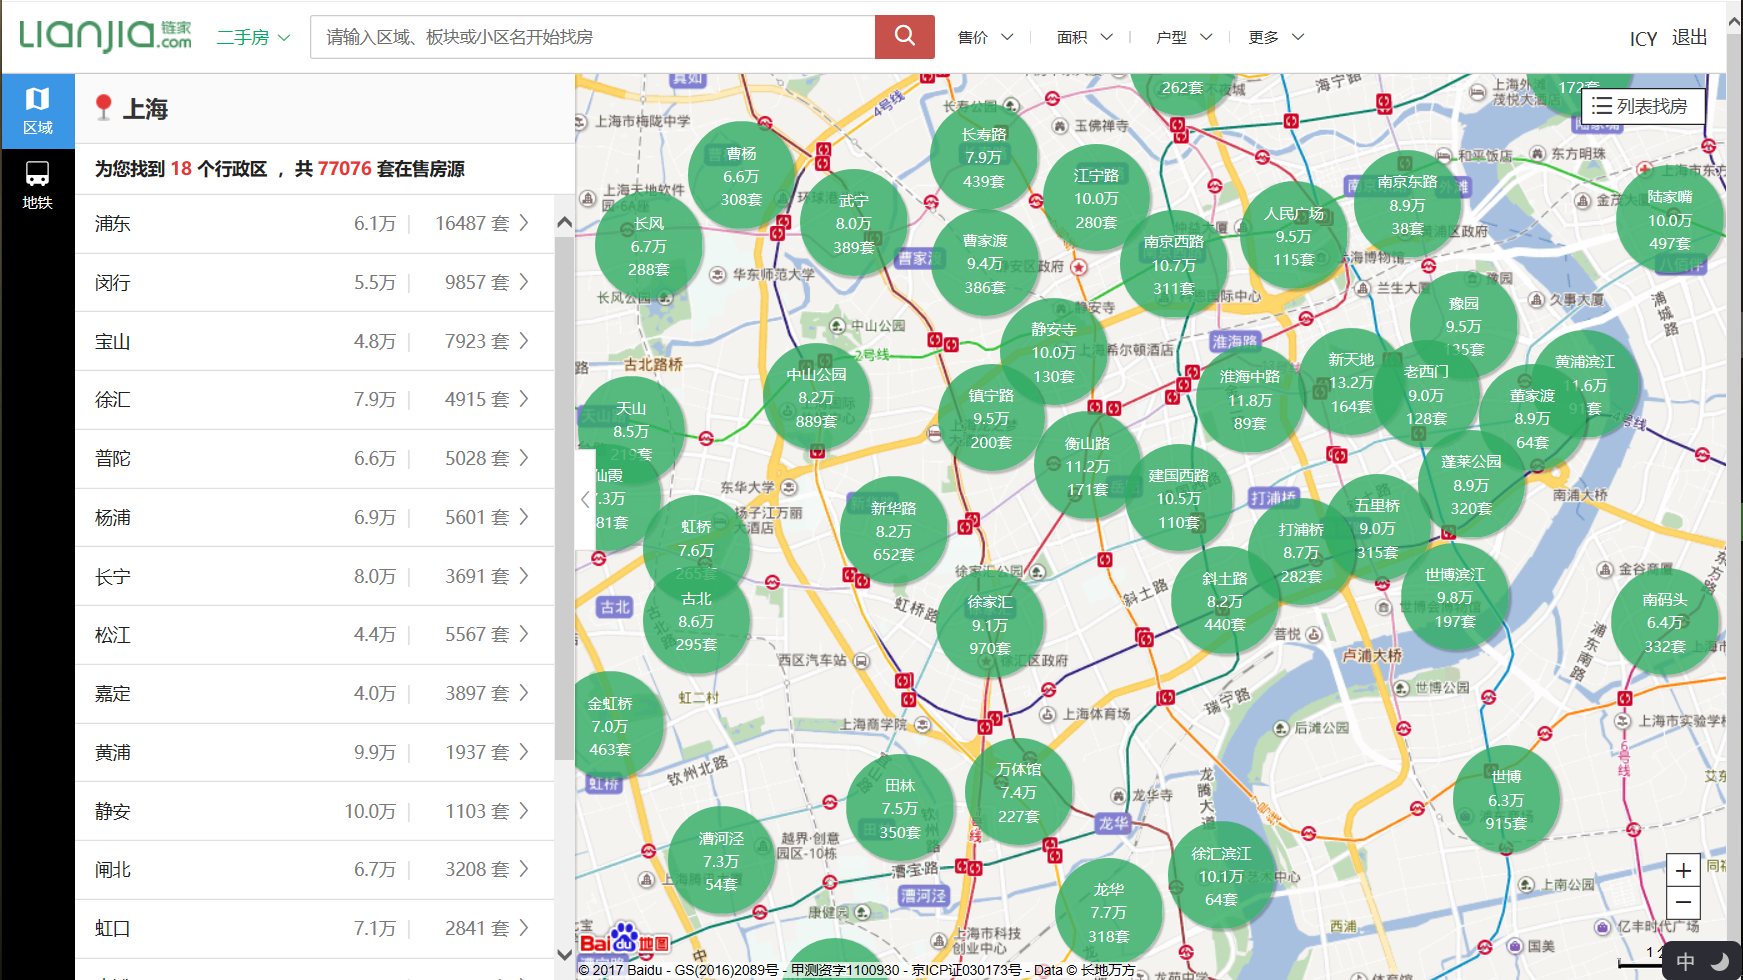 LIANJIA 链家 .com
二手房
请输入区域、板块或小区名开始找房
售价
面积
户型
更多
ICY 退出
区域
地铁
上海
为您找到 18 个行政区 ，共 77076 套在售房源
浦东 6.1万 16487 套
闵行 5.5万 9857 套
宝山 4.8万 7923 套
徐汇 7.9万 4915 套
普陀 6.6万 5028 套
杨浦 6.9万 5601 套
长宁 8.0万 3691 套
松江 4.4万 5567 套
嘉定 4.0万 3897 套
黄浦 9.9万 1937 套
静安 10.0万 1103 套
闸北 6.7万 3208 套
虹口 7.1万 2841 套
列表找房
262套
172套
曹杨
6.6万
308套
长寿路
7.9万
439套
江宁路
10.0万
280套
武宁
8.0万
389套
长风
6.7万
288套
曹家渡
9.4万
386套
南京西路
10.7万
311套
人民广场
9.5万
115套
南京东路
8.9万
38套
陆家嘴
10.0万
497套
豫园
9.5万
135套
静安寺
10.0万
130套
中山公园
8.2万
889套
镇宁路
9.5万
200套
淮海中路
11.8万
89套
新天地
13.2万
164套
老西门
9.0万
128套
黄浦滨江
11.6万
91套
董家渡
8.9万
64套
天山
8.5万
219套
仙霞
7.3万
81套
衡山路
11.2万
171套
建国西路
10.5万
110套
蓬莱公园
8.9万
320套
五里桥
9.0万
315套
打浦桥
8.7万
282套
新华路
8.2万
652套
虹桥
7.6万
265套
古北
8.6万
295套
徐家汇
9.1万
970套
斜土路
8.2万
440套
世博滨江
9.8万
197套
南码头
6.4万
332套
金虹桥
7.0万
463套
万体馆
7.4万
227套
田林
7.5万
350套
漕河泾
7.3万
54套
世博
6.3万
915套
徐汇滨江
10.1万
64套
龙华
7.7万
318套
真如
4号线
长寿公园
玉佛禅寺
不夜城
海宁路
上海外滩
茂悦大酒店
上海市梅陇中学
和平饭店
东方明珠
华东师范大学
长风公园
中山公园
2号线
古北路桥
静安寺
上海希尔顿酒店
淮海路
兰生大厦
上海博物馆
豫园
久事大厦
浦城路
东华大学
扬子江万丽
大酒店
打浦桥
南浦大桥
4号线
徐家汇公园
虹桥路
斜土路
古北
西区汽车站
徐汇区政府
虹二村
上海商学院
上海体育场
瑞宁路
卢浦大桥
世博公园
后滩公园
浦东南路
金谷商厦
6号线
7号线
钦州北路
虹桥
龙华寺
龙华
龙腾大道
越界·创意
园区-10栋
漕宝路
漕河泾
康健园
上海市科技
创业中心
上南公园
西浦
国美
亿丰时代广场
Bai du 地图
© 2017 Baidu - GS(2016)2089号 - 甲测资字1100930 - 京ICP证030173号 - Data © 长地万方
中